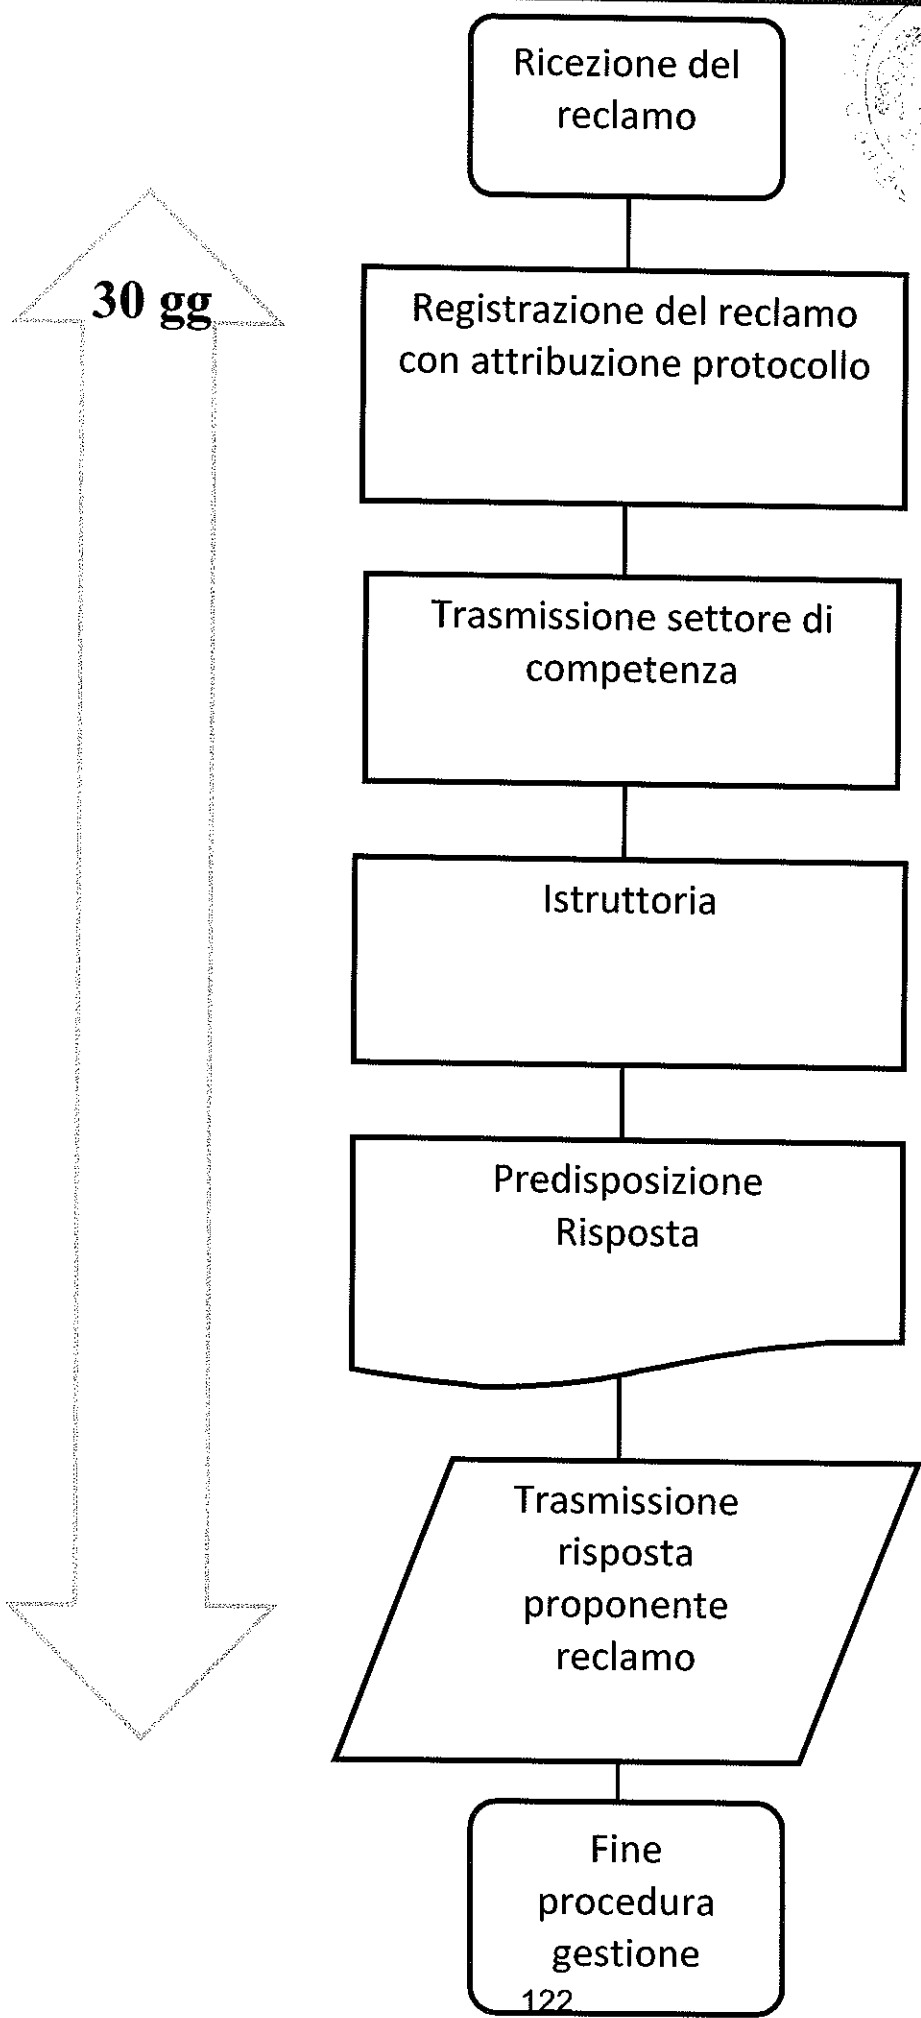 Ricezione del
reclamo
30 gg
Registrazione del reclamo
con attribuzione protocollo
Trasmissione settore di
competenza
Istruttoria
Predisposizione
Risposta
Trasmissione
risposta
proponente
reclamo
Fine
procedura
gestione
122